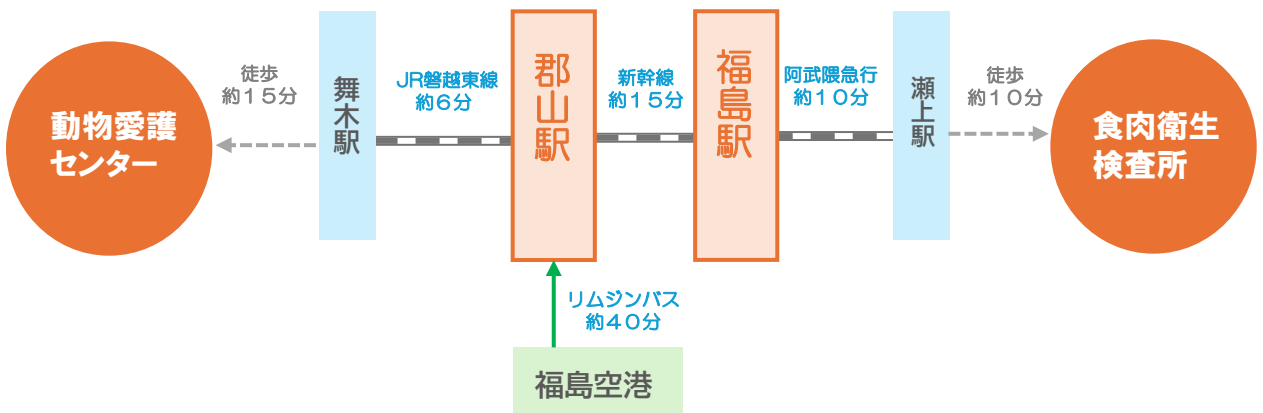 動物愛護
センター
徒歩
約15分
舞木駅
JR磐越東線
約6分
郡山駅
新幹線
約15分
福島駅
阿武隈急行
約10分
瀬上駅
徒歩
約10分
食肉衛生
検査所
リムジンバス
約40分
福島空港